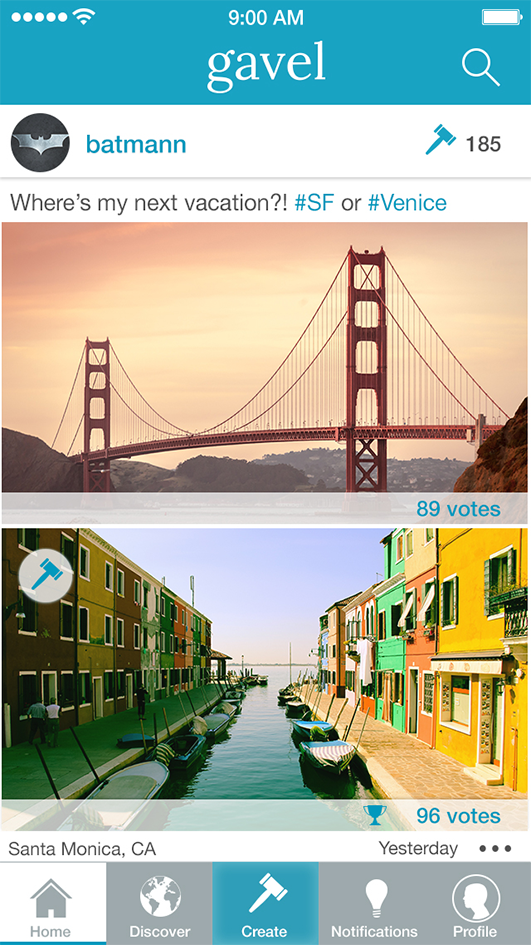 9:00 AM
gavel
batmann
185
Where’s my next vacation?! #SF or #Venice
89 votes
96 votes
Santa Monica, CA Yesterday
Home Discover Create Notifications Profile